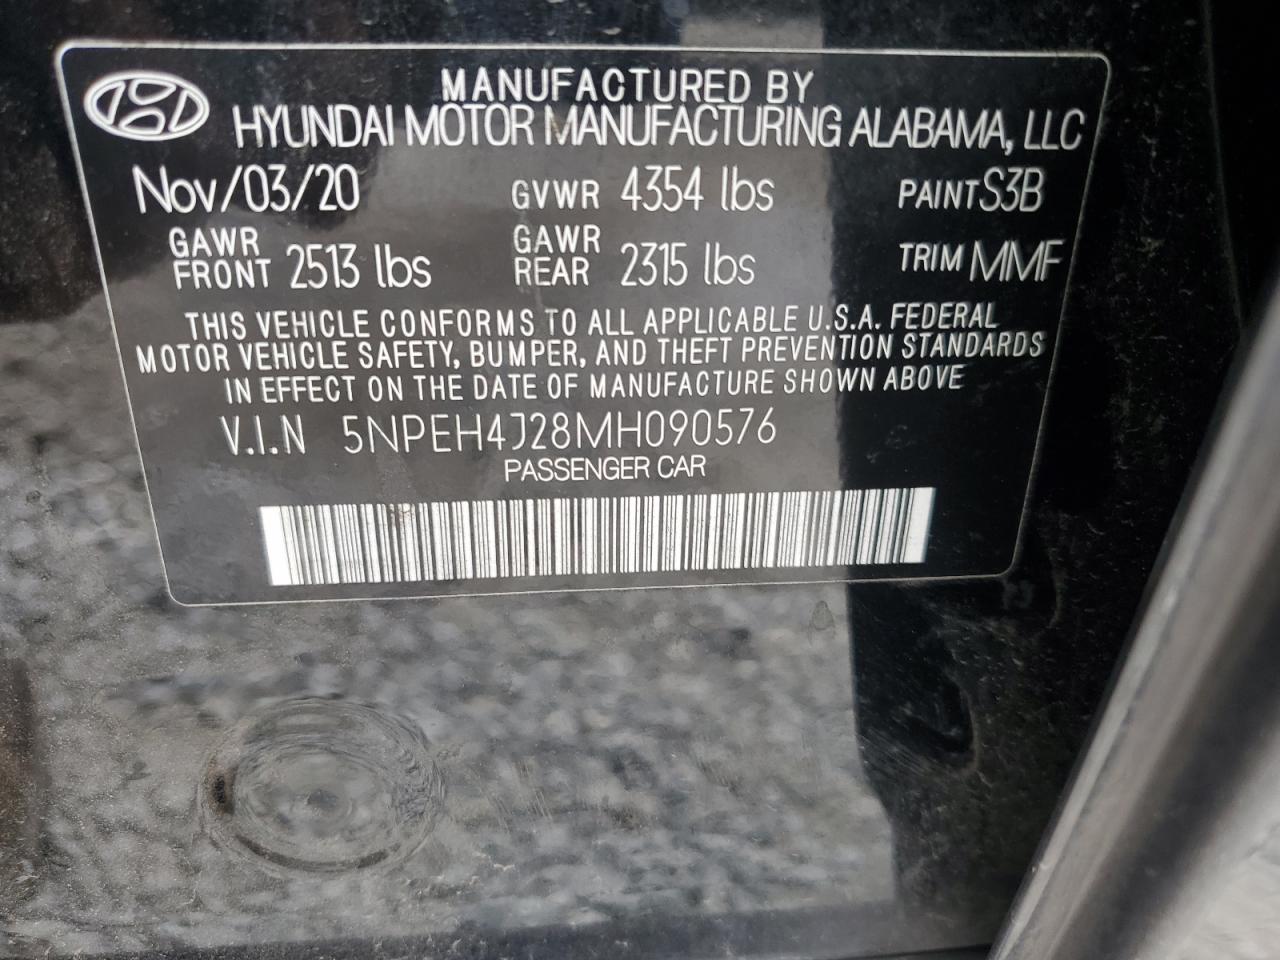 MANUFACTURED BY
HYUNDAI MOTOR MANUFACTURING ALABAMA, LLC
Nov/03/20 GVWR 4354 lbs PAINT S3B
GAWR FRONT 2513 lbs GAWR REAR 2315 lbs TRIM MMF
THIS VEHICLE CONFORMS TO ALL APPLICABLE U.S.A. FEDERAL
MOTOR VEHICLE SAFETY, BUMPER, AND THEFT PREVENTION STANDARDS
IN EFFECT ON THE DATE OF MANUFACTURE SHOWN ABOVE
V.I.N 5NPEH4J28MH090576
PASSENGER CAR